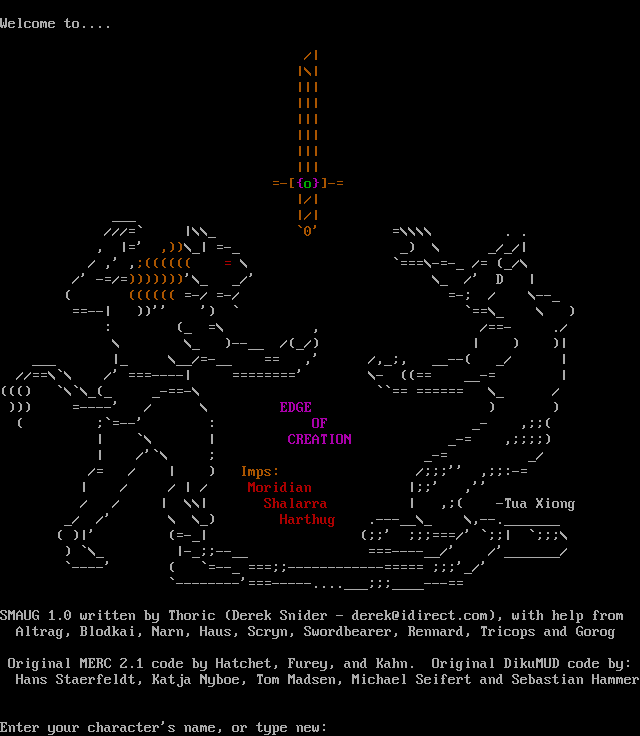 Welcome to....
EDGE
OF
CREATION
Imps:
Moridian
Shalarra
Harthug
-Tua Xiong
SMAUG 1.0 written by Thoric (Derek Snider - derek@idirect.com), with help from
Altrag, Blodkai, Narn, Haus, Scryn, Swordbearer, Rennard, Tricops and Gorog
Original MERC 2.1 code by Hatchet, Furey, and Kahn.  Original DikuMUD code by:
Hans Staerfeldt, Katja Nyboe, Tom Madsen, Michael Seifert and Sebastian Hammer
Enter your character's name, or type new: